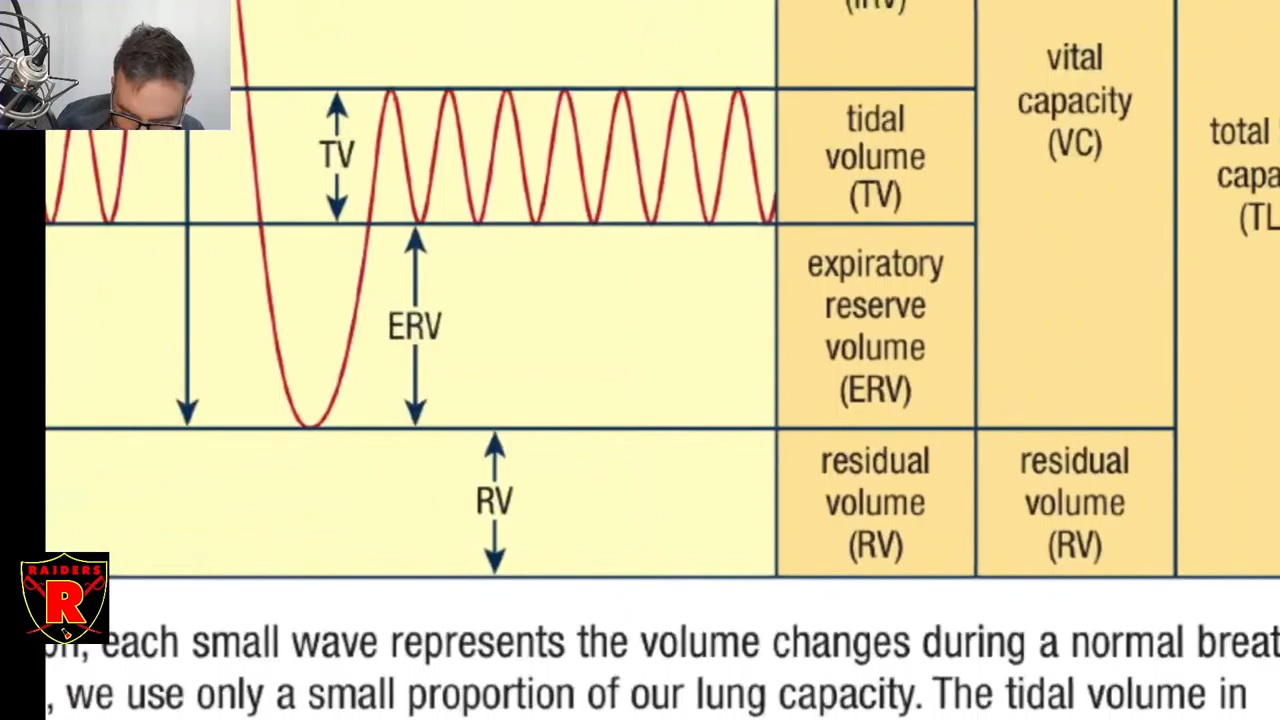 (IRV)
TV
ERV
RV
tidal
volume
(TV)
expiratory
reserve
volume
(ERV)
residual
volume
(RV)
vital
capacity
(VC)
residual
volume
(RV)
total
capa
(TL
RAIDERS
R
each small wave represents the volume changes during a normal breat
, we use only a small proportion of our lung capacity. The tidal volume in